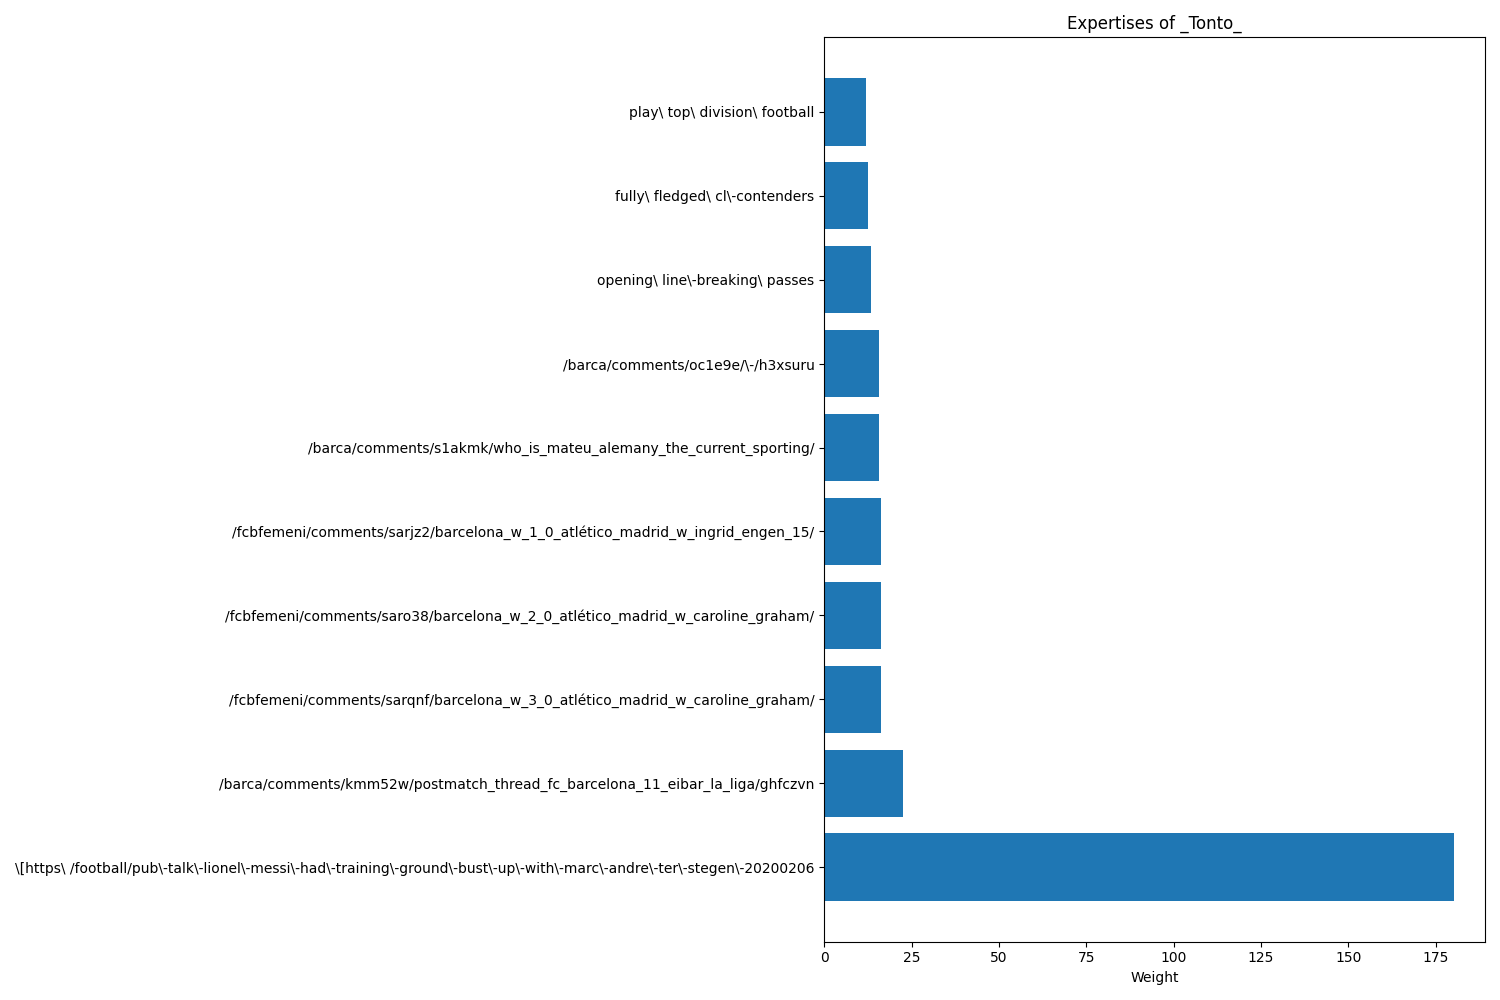 Expertises of _Tonto_
play\ top\ division\ football
fully\ fledged\ cl\-contenders
opening\ line\-breaking\ passes
/barca/comments/oc1e9e/\-/h3xsuru
/barca/comments/s1akmk/who_is_mateu_alemany_the_current_sporting/
/fcbfemeni/comments/sarjz2/barcelona_w_1_0_atlético_madrid_w_ingrid_engen_15/
/fcbfemeni/comments/saro38/barcelona_w_2_0_atlético_madrid_w_caroline_graham/
/fcbfemeni/comments/sarqnf/barcelona_w_3_0_atlético_madrid_w_caroline_graham/
/barca/comments/kmm52w/postmatch_thread_fc_barcelona_11_eibar_la_liga/ghfczvn
\[https\ /football/pub\-talk\-lionel\-messi\-had\-training\-ground\-bust\-up\-with\-marc\-andre\-ter\-stegen\-20200206
0 25 50 75 100 125 150 175
Weight